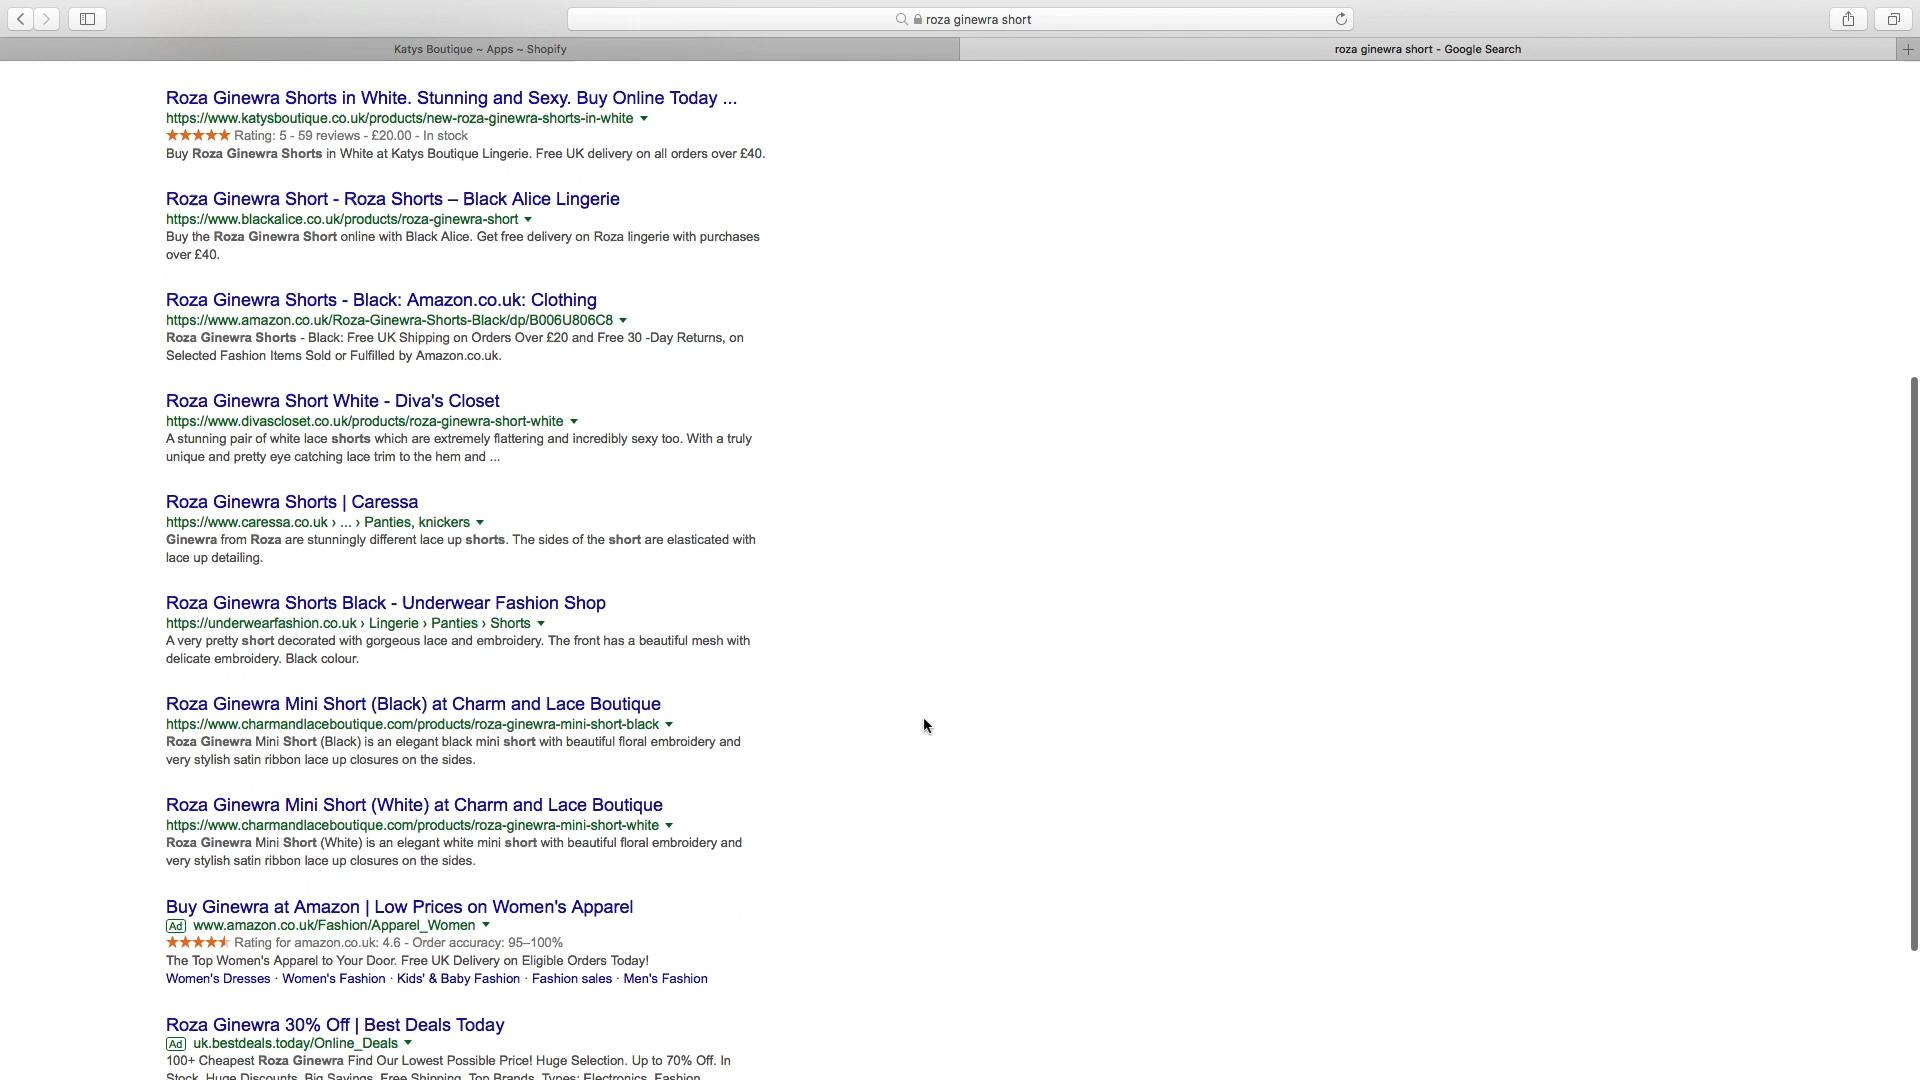 roza ginewra short
Katys Boutique ~ Apps ~ Shopify
roza ginewra short - Google Search
Roza Ginewra Shorts in White. Stunning and Sexy. Buy Online Today ...
https://www.katysboutique.co.uk/products/new-roza-ginewra-shorts-in-white
Rating: 5 - 59 reviews - £20.00 - In stock
Buy Roza Ginewra Shorts in White at Katys Boutique Lingerie. Free UK delivery on all orders over £40.
Roza Ginewra Short - Roza Shorts – Black Alice Lingerie
https://www.blackalice.co.uk/products/roza-ginewra-short
Buy the Roza Ginewra Short online with Black Alice. Get free delivery on Roza lingerie with purchases
over £40.
Roza Ginewra Shorts - Black: Amazon.co.uk: Clothing
https://www.amazon.co.uk/Roza-Ginewra-Shorts-Black/dp/B006U806C8
Roza Ginewra Shorts - Black: Free UK Shipping on Orders Over £20 and Free 30 -Day Returns, on
Selected Fashion Items Sold or Fulfilled by Amazon.co.uk.
Roza Ginewra Short White - Diva's Closet
https://www.divascloset.co.uk/products/roza-ginewra-short-white
A stunning pair of white lace shorts which are extremely flattering and incredibly sexy too. With a truly
unique and pretty eye catching lace trim to the hem and ...
Roza Ginewra Shorts | Caressa
https://www.caressa.co.uk › ... › Panties, knickers
Ginewra from Roza are stunningly different lace up shorts. The sides of the short are elasticated with
lace up detailing.
Roza Ginewra Shorts Black - Underwear Fashion Shop
https://underwearfashion.co.uk › Lingerie › Panties › Shorts
A very pretty short decorated with gorgeous lace and embroidery. The front has a beautiful mesh with
delicate embroidery. Black colour.
Roza Ginewra Mini Short (Black) at Charm and Lace Boutique
https://www.charmandlaceboutique.com/products/roza-ginewra-mini-short-black
Roza Ginewra Mini Short (Black) is an elegant black mini short with beautiful floral embroidery and
very stylish satin ribbon lace up closures on the sides.
Roza Ginewra Mini Short (White) at Charm and Lace Boutique
https://www.charmandlaceboutique.com/products/roza-ginewra-mini-short-white
Roza Ginewra Mini Short (White) is an elegant white mini short with beautiful floral embroidery and
very stylish satin ribbon lace up closures on the sides.
Buy Ginewra at Amazon | Low Prices on Women's Apparel
Ad www.amazon.co.uk/Fashion/Apparel_Women
Rating for amazon.co.uk: 4.6 - Order accuracy: 95–100%
The Top Women's Apparel to Your Door. Free UK Delivery on Eligible Orders Today!
Women's Dresses · Women's Fashion · Kids' & Baby Fashion · Fashion sales · Men's Fashion
Roza Ginewra 30% Off | Best Deals Today
Ad uk.bestdeals.today/Online_Deals
100+ Cheapest Roza Ginewra Find Our Lowest Possible Price! Huge Selection. Up to 70% Off. In
Stock. Huge Discounts. Big Savings. Free Shipping. Top Brands. Types: Electronics, Fashion